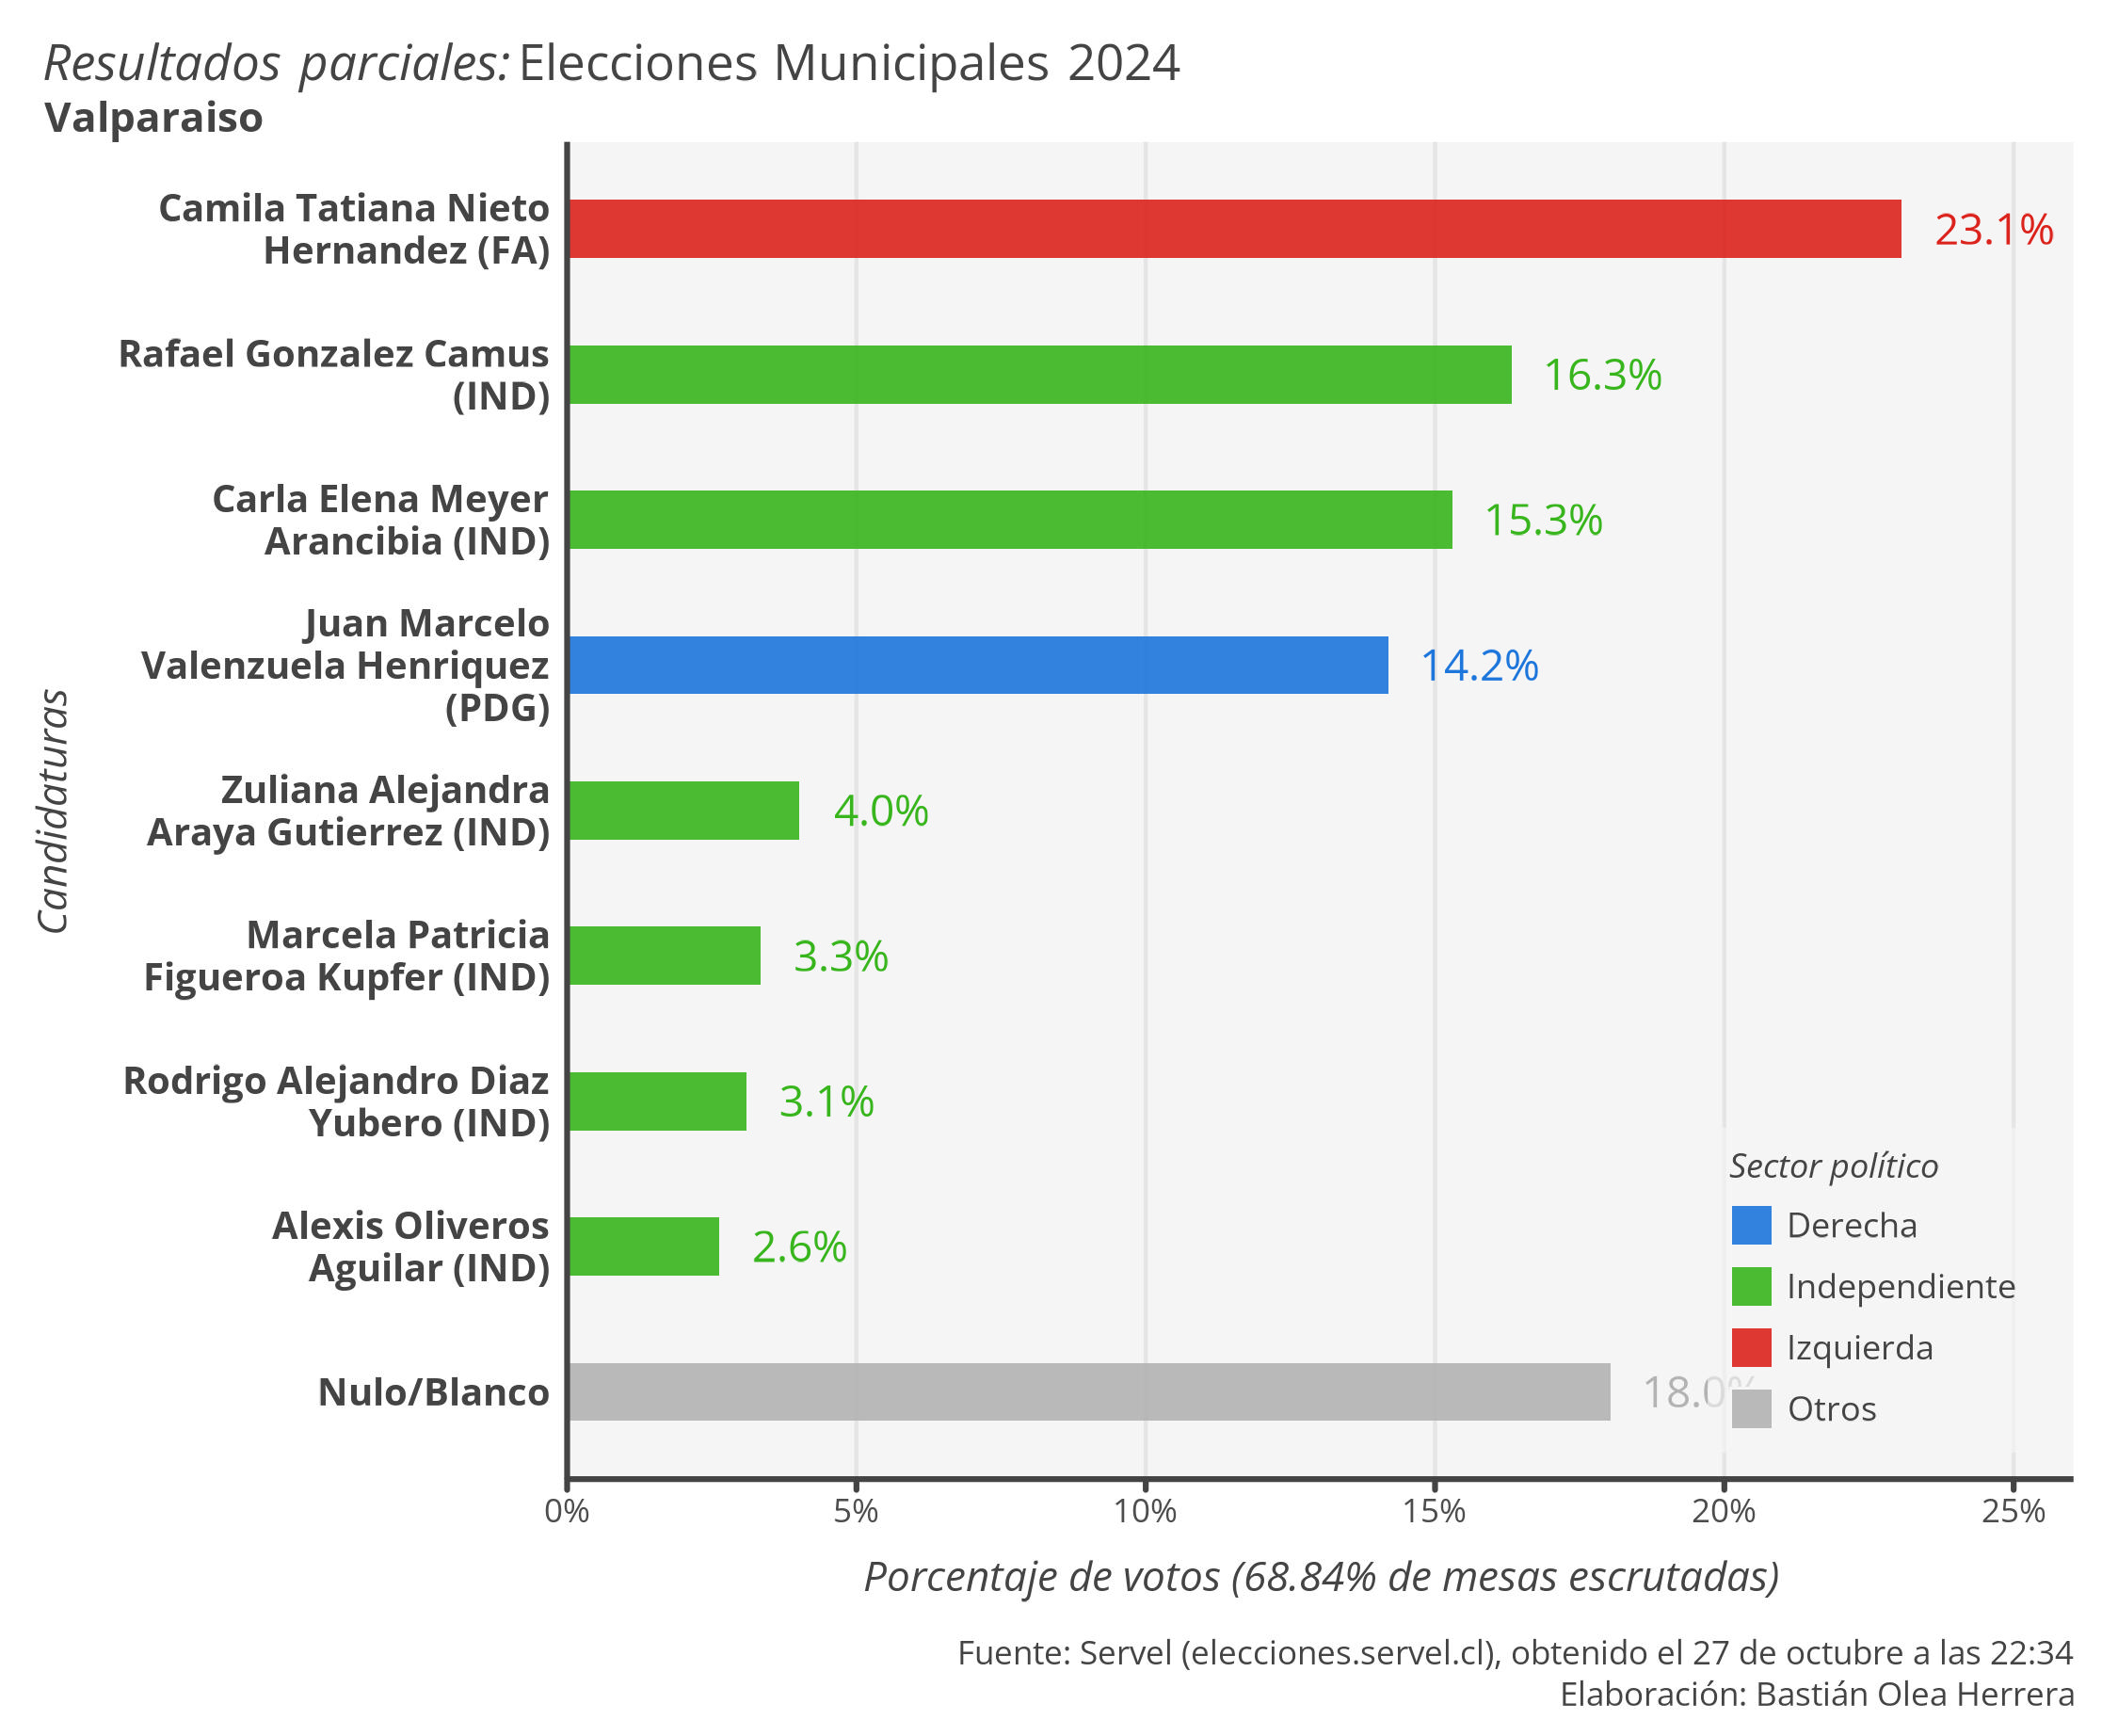 Resultados parciales: Elecciones Municipales 2024
Valparaiso
Candidaturas
Camila Tatiana Nieto
Hernandez (FA)
23.1%
Rafael Gonzalez Camus
(IND)
16.3%
Carla Elena Meyer
Arancibia (IND)
15.3%
Juan Marcelo
Valenzuela Henriquez
(PDG)
14.2%
Zuliana Alejandra
Araya Gutierrez (IND)
4.0%
Marcela Patricia
Figueroa Kupfer (IND)
3.3%
Rodrigo Alejandro Diaz
Yubero (IND)
3.1%
Alexis Oliveros
Aguilar (IND)
2.6%
Nulo/Blanco
18.0%
Sector político
Derecha
Independiente
Izquierda
Otros
0% 5% 10% 15% 20% 25%
Porcentaje de votos (68.84% de mesas escrutadas)
Fuente: Servel (elecciones.servel.cl), obtenido el 27 de octubre a las 22:34
Elaboración: Bastián Olea Herrera